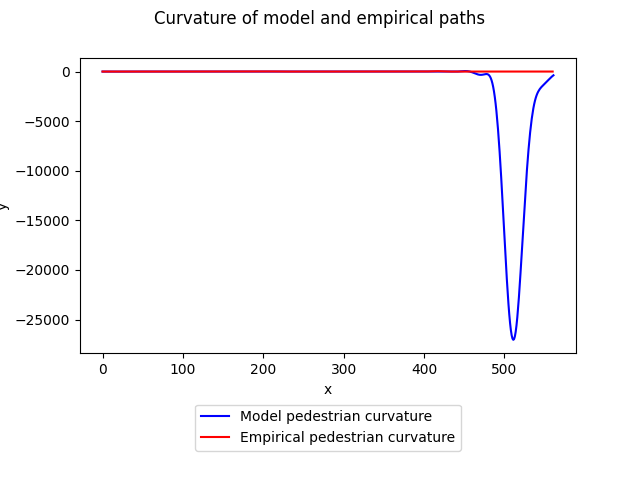 Curvature of model and empirical paths
0
−5000
−10000
−15000
−20000
−25000
y
0 100 200 300 400 500
x
Model pedestrian curvature
Empirical pedestrian curvature